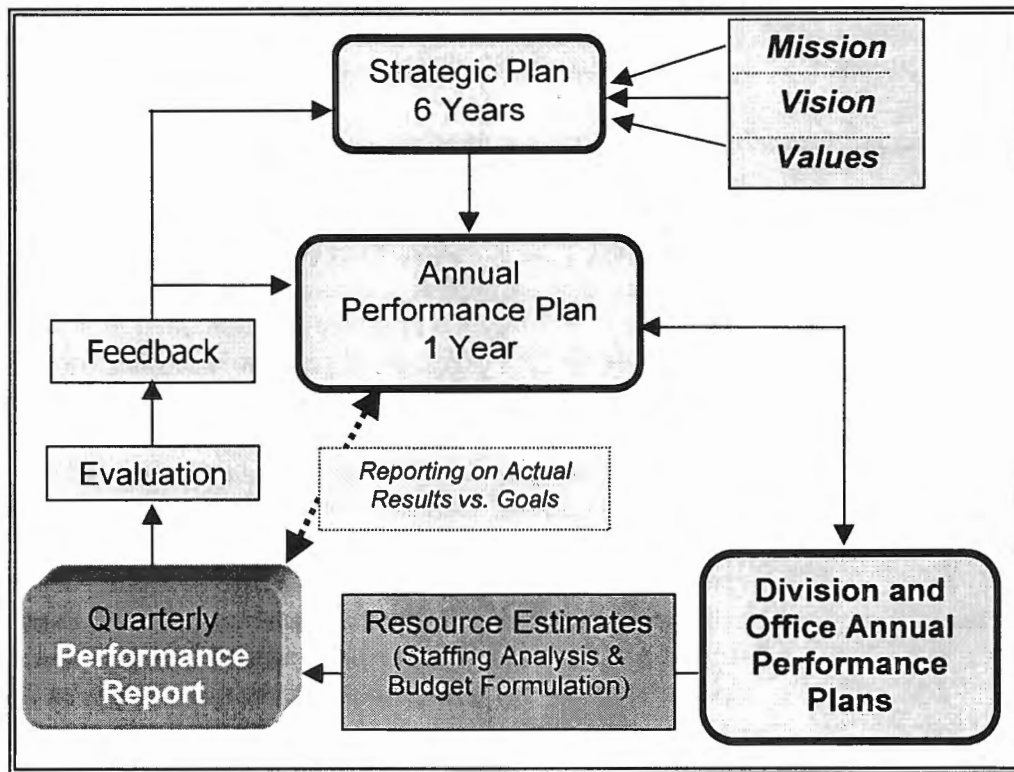 Strategic Plan
6 Years
Mission
Vision
Values
Annual
Performance Plan
1 Year
Feedback
Evaluation
Reporting on Actual
Results vs. Goals
Quarterly
Performance
Report
Resource Estimates
(Staffing Analysis &
Budget Formulation)
Division and
Office Annual
Performance
Plans